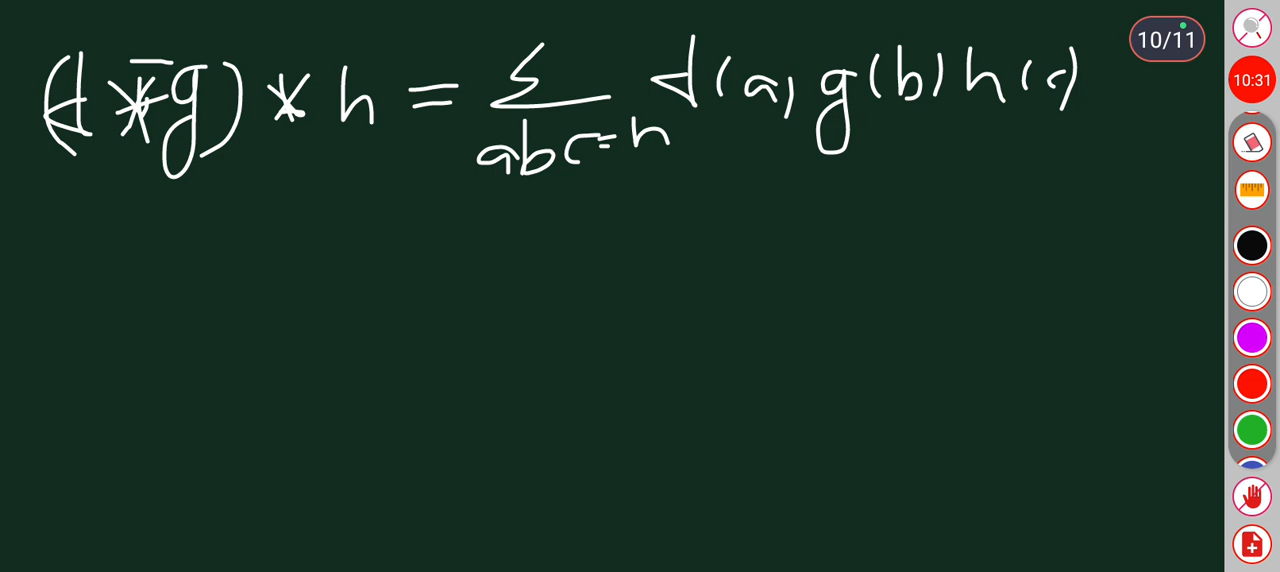 10/11
10:31
(d * g) * h = Σ d(a) g(b) h(c)
abc = n